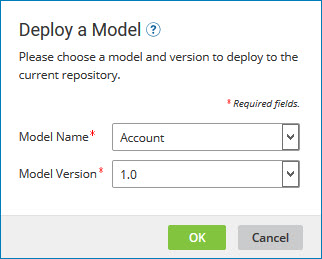 Deploy a Model ?
Please choose a model and version to deploy to the
current repository.
* Required fields.
Model Name* Account
Model Version* 1.0
OK Cancel